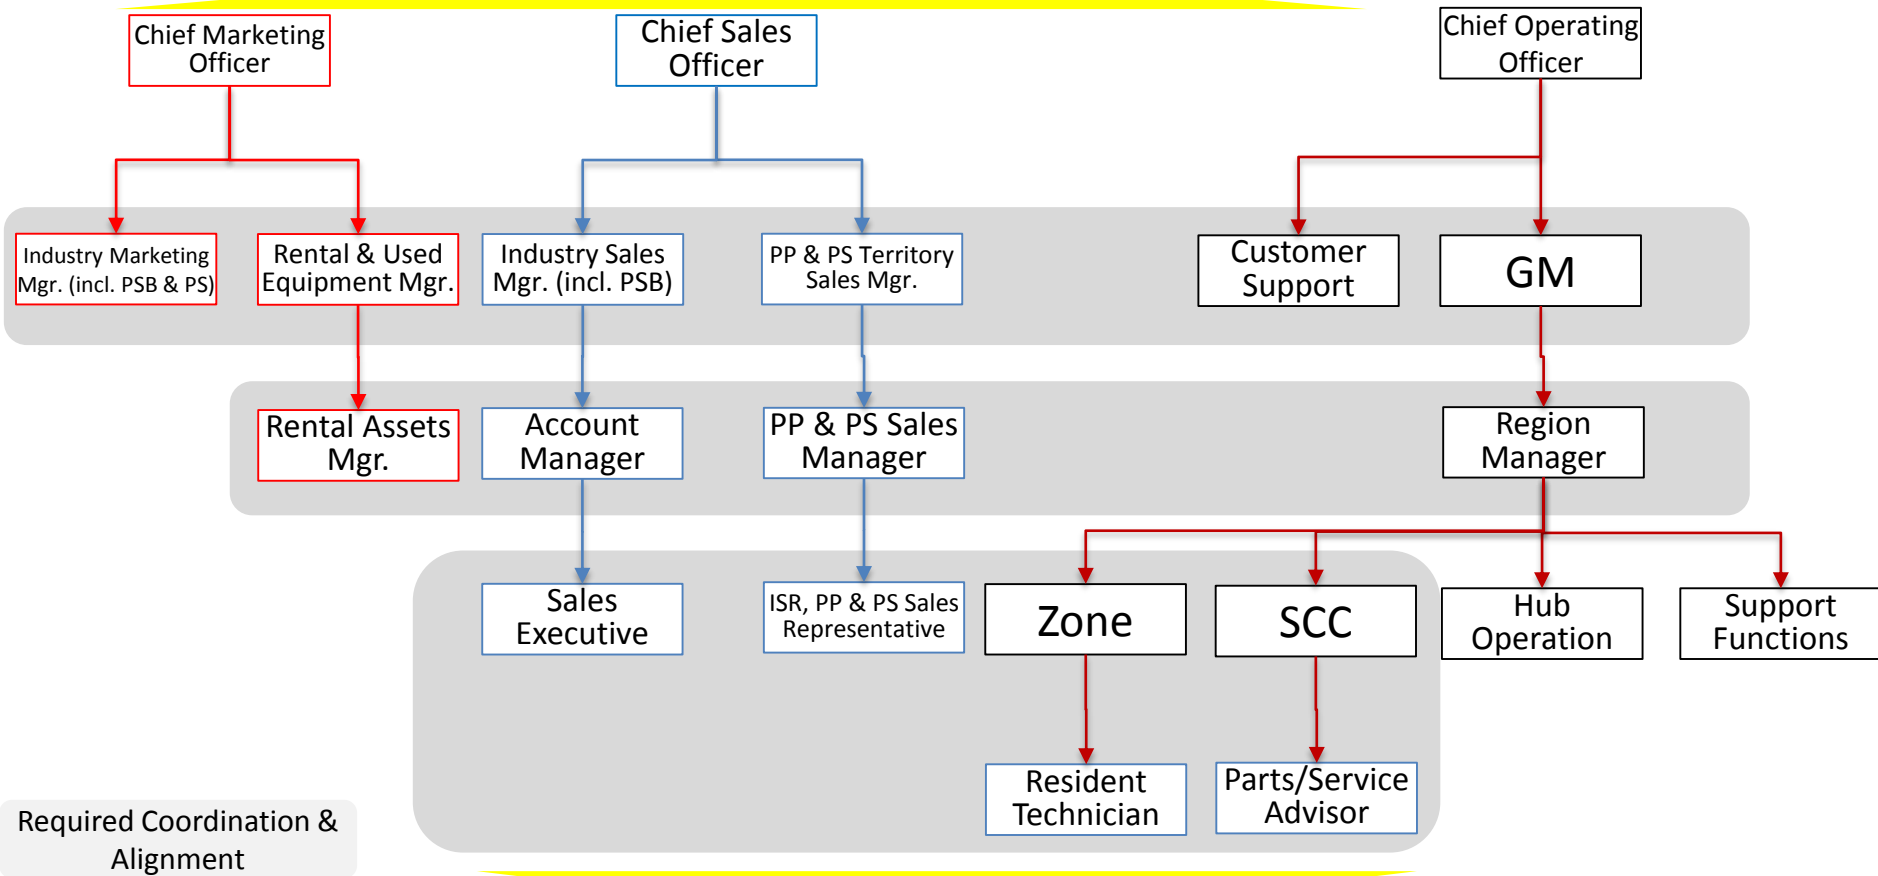 Chief Marketing
Officer
Chief Sales
Officer
Chief Operating
Officer
Industry Marketing
Mgr. (incl. PSB & PS)
Rental & Used
Equipment Mgr.
Industry Sales
Mgr. (incl. PSB)
PP & PS Territory
Sales Mgr.
Customer
Support
GM
Rental Assets
Mgr.
Account
Manager
PP & PS Sales
Manager
Region
Manager
Sales
Executive
ISR, PP & PS Sales
Representative
Zone
SCC
Hub
Operation
Support
Functions
Resident
Technician
Parts/Service
Advisor
Required Coordination &
Alignment